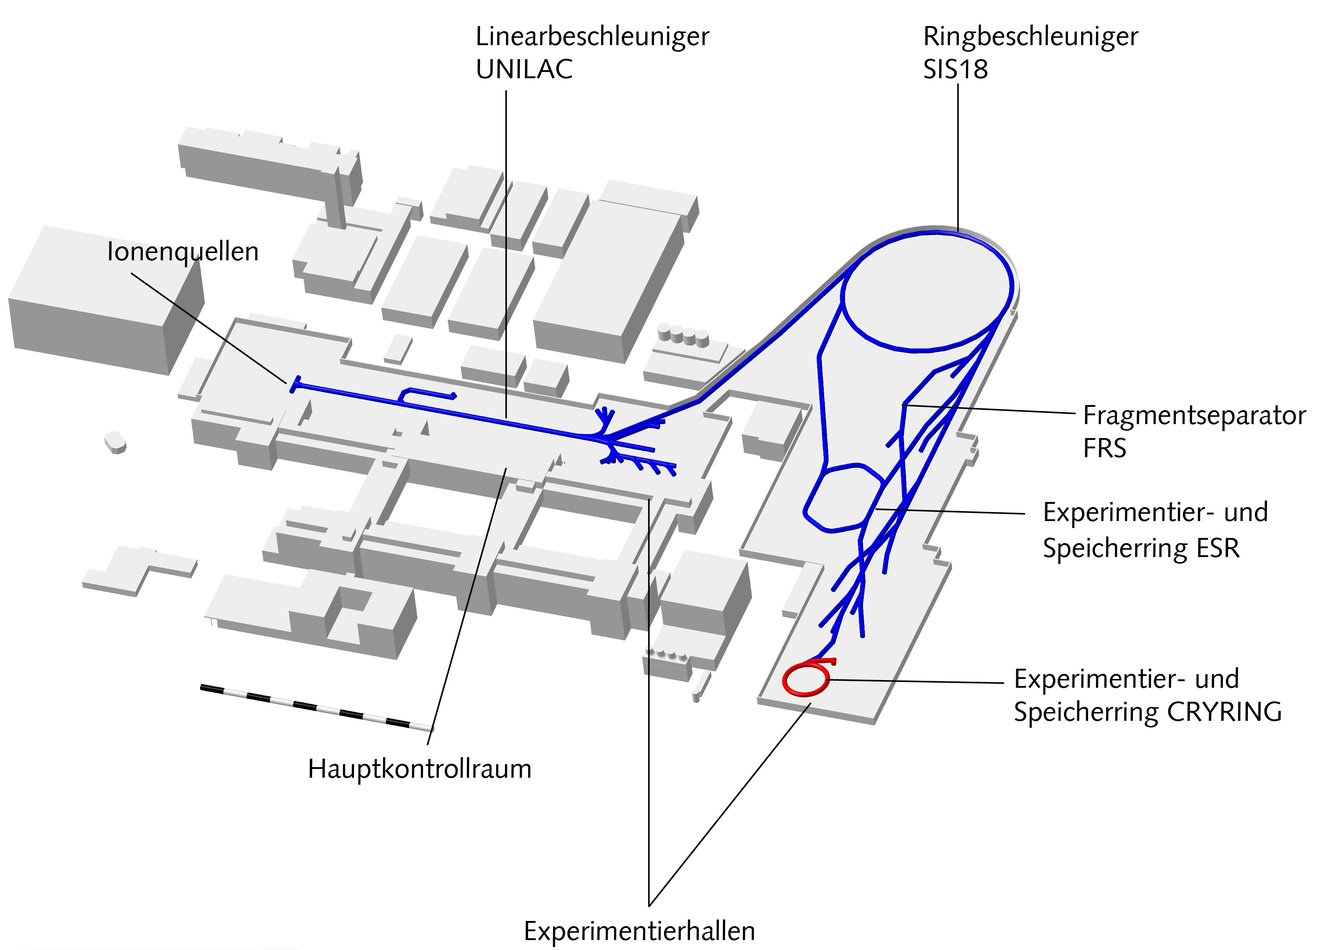 Linearbeschleuniger
UNILAC
Ringbeschleuniger
SIS18
Ionenquellen
Fragmentseparator
FRS
Experimentier- und
Speicherring ESR
Experimentier- und
Speicherring CRYRING
Hauptkontrollraum
Experimentierhallen